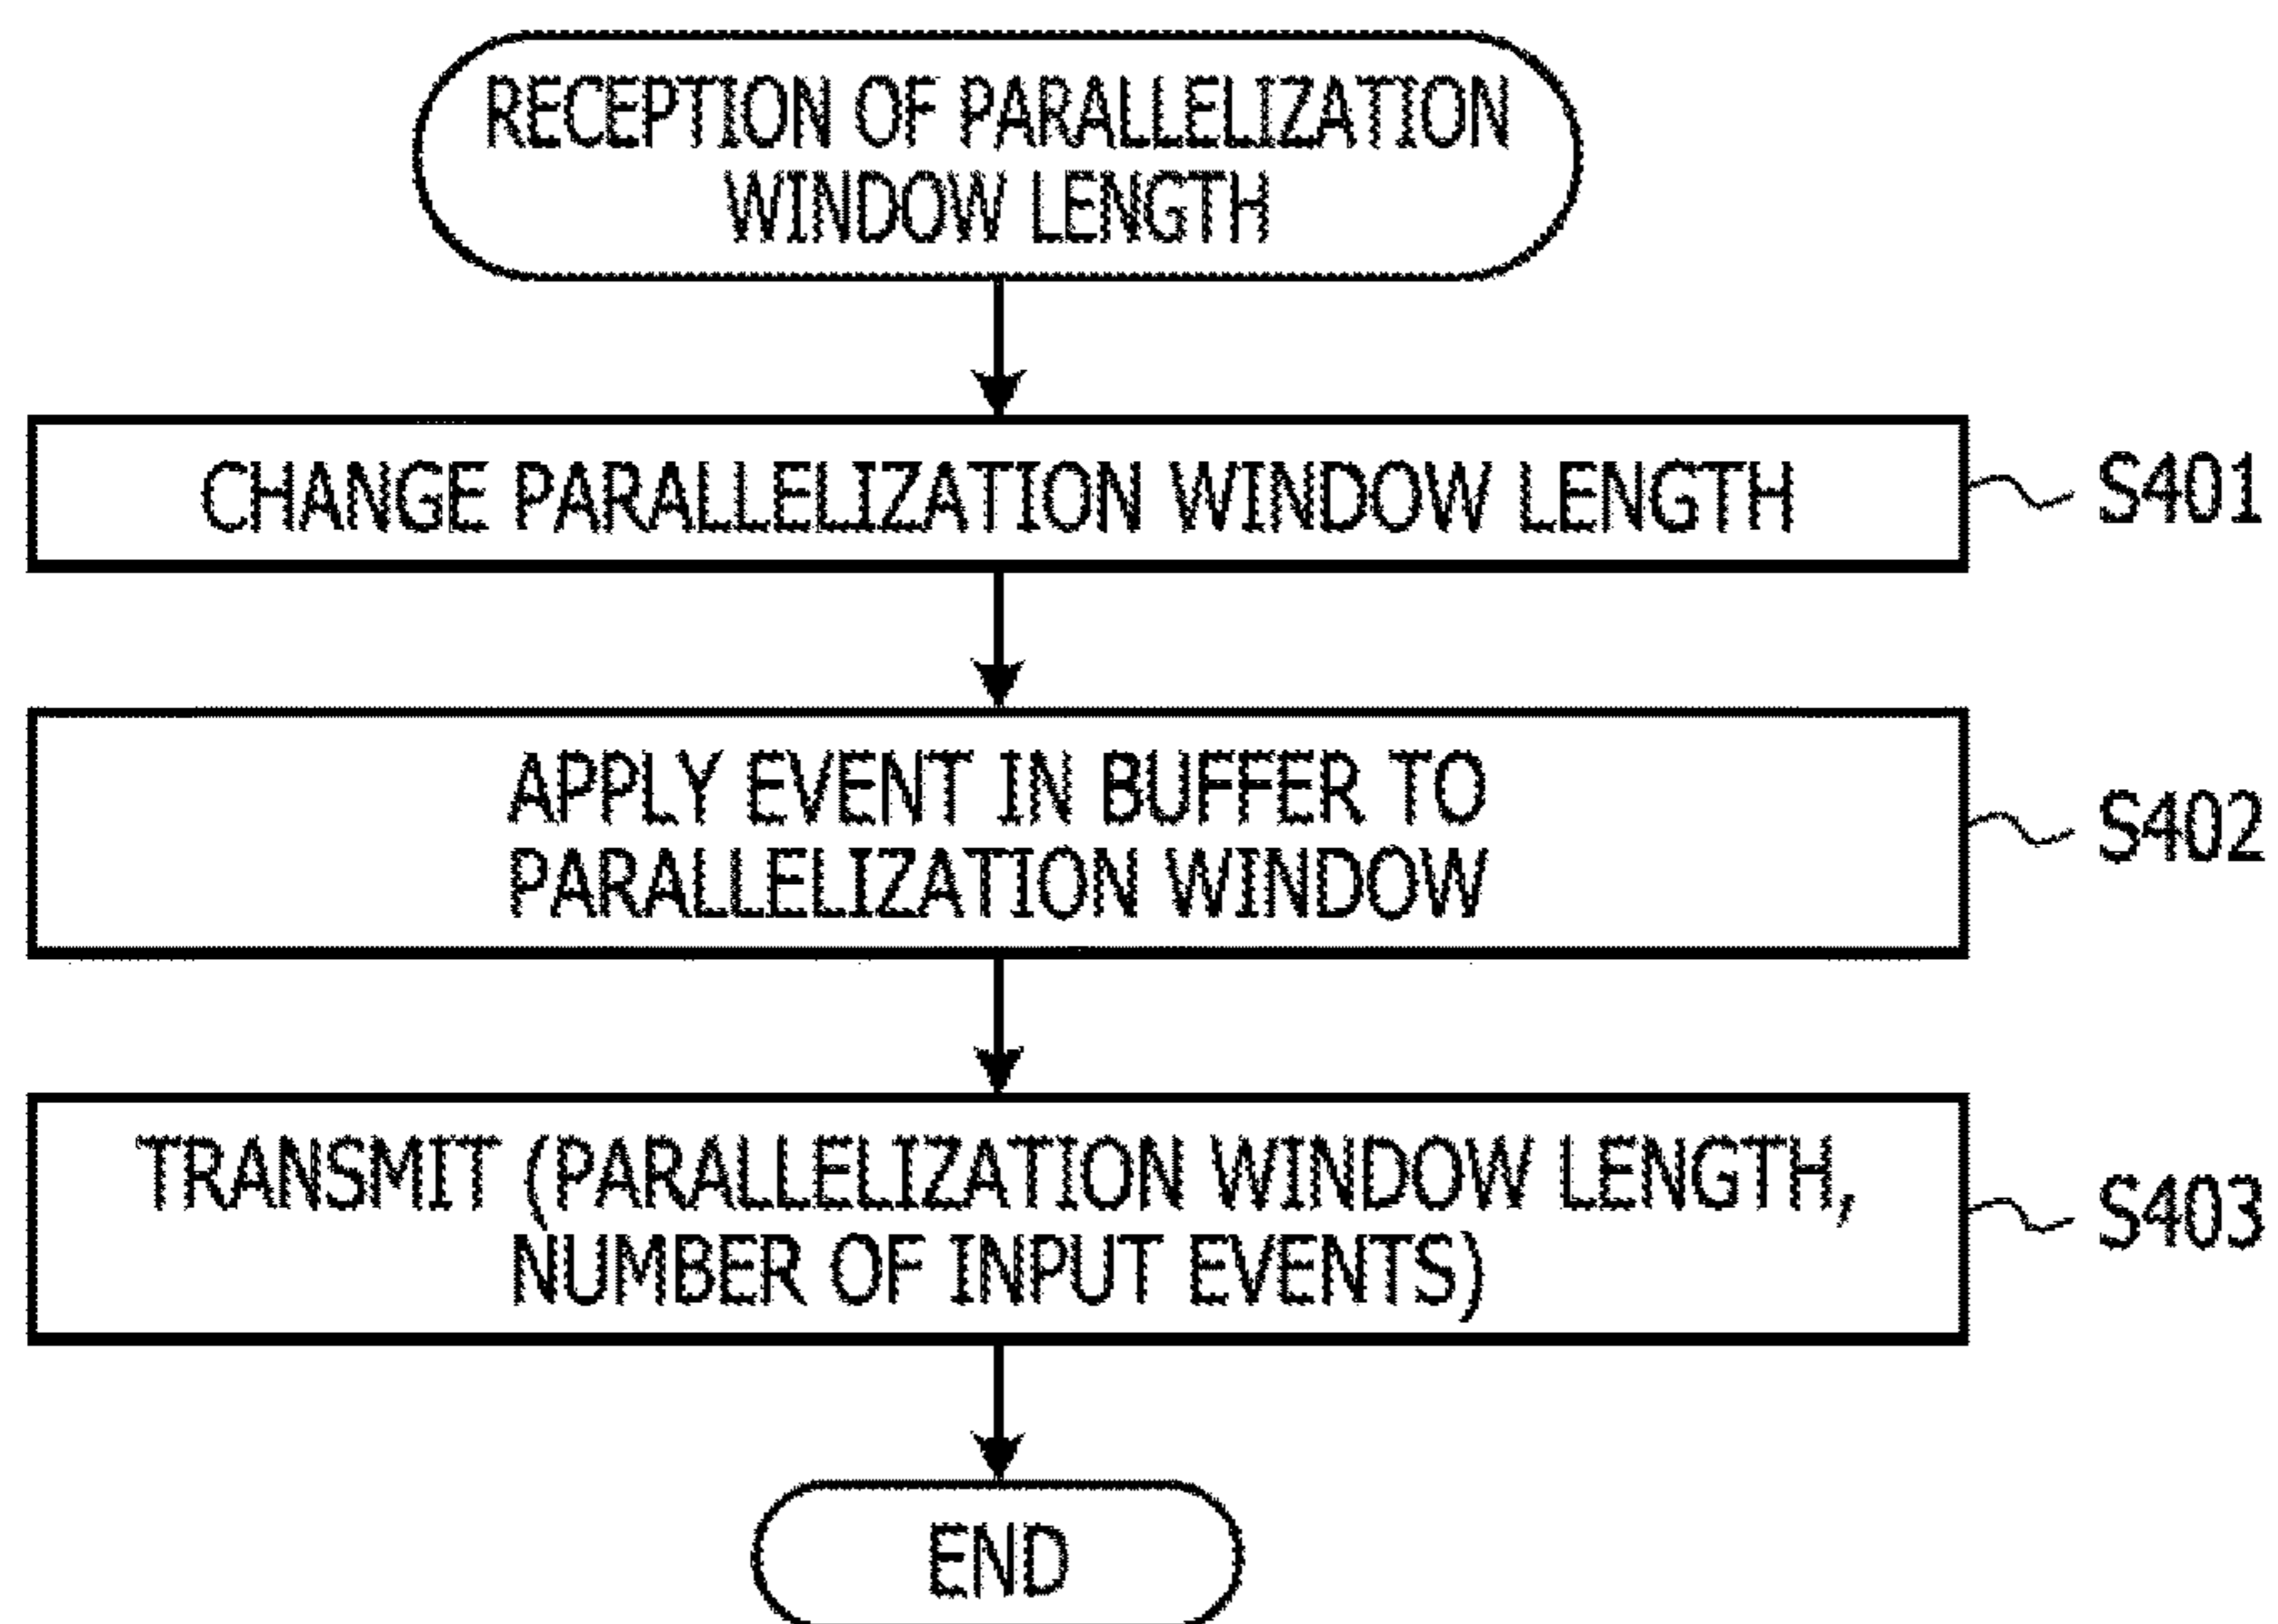 RECEPTION OF PARALLELIZATION
WINDOW LENGTH
CHANGE PARALLELIZATION WINDOW LENGTH
S401
APPLY EVENT IN BUFFER TO
PARALLELIZATION WINDOW
S402
TRANSMIT (PARALLELIZATION WINDOW LENGTH,
NUMBER OF INPUT EVENTS)
S403
END